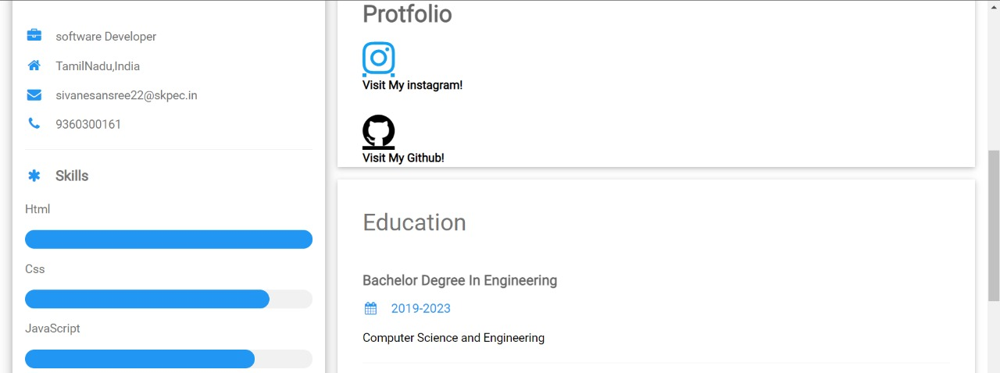 software Developer
TamilNadu,India
sivanesansree22@skpec.in
9360300161
Skills
Html
Css
JavaScript
Protfolio
Visit My instagram!
Visit My Github!
Education
Bachelor Degree In Engineering
2019-2023
Computer Science and Engineering